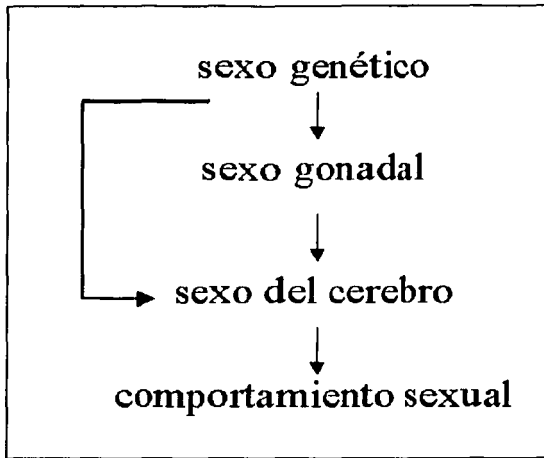 sexo genético
sexo gonadal
sexo del cerebro
comportamiento sexual